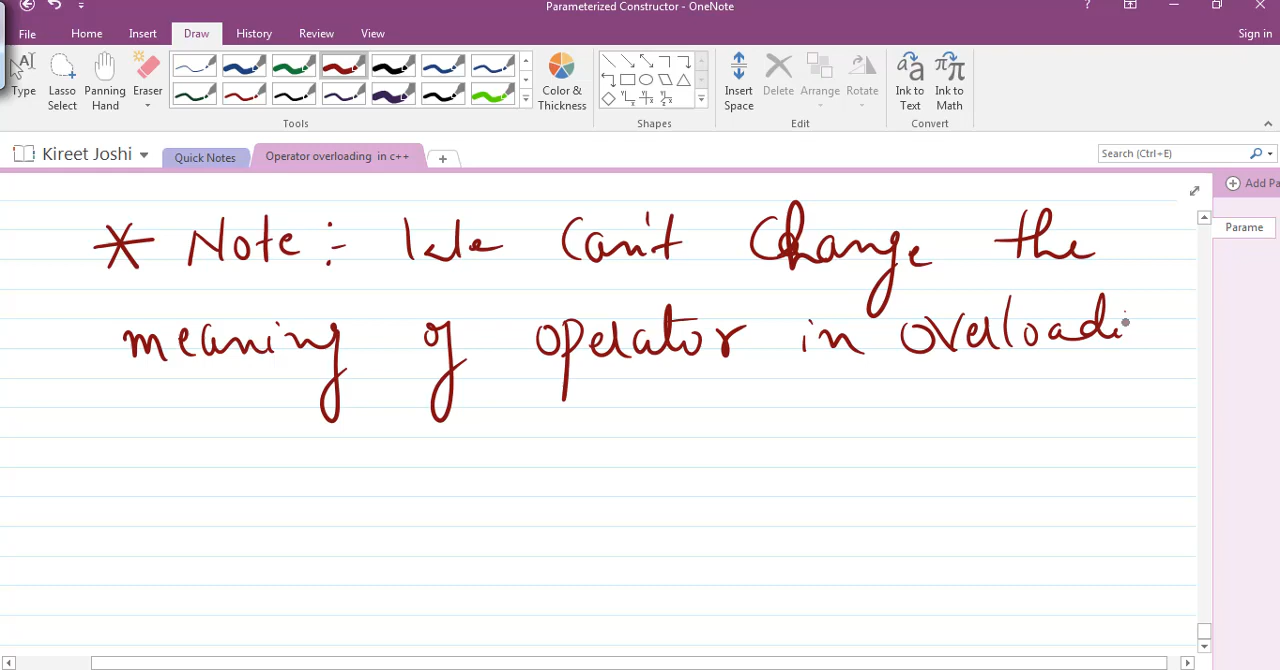 Parameterized Constructor - OneNote
File Home Insert Draw History Review View
Sign in
Type
Lasso Select
Panning Hand
Eraser
Color & Thickness
Insert Space
Delete
Arrange
Rotate
Ink to Text
Ink to Math
Tools
Shapes
Edit
Convert
Kireet Joshi
Quick Notes
Operator overloading in c++
Search (Ctrl+E)
Add Pa
Parame
* Note :- We Can't Change the
meaning of operator in overloadi